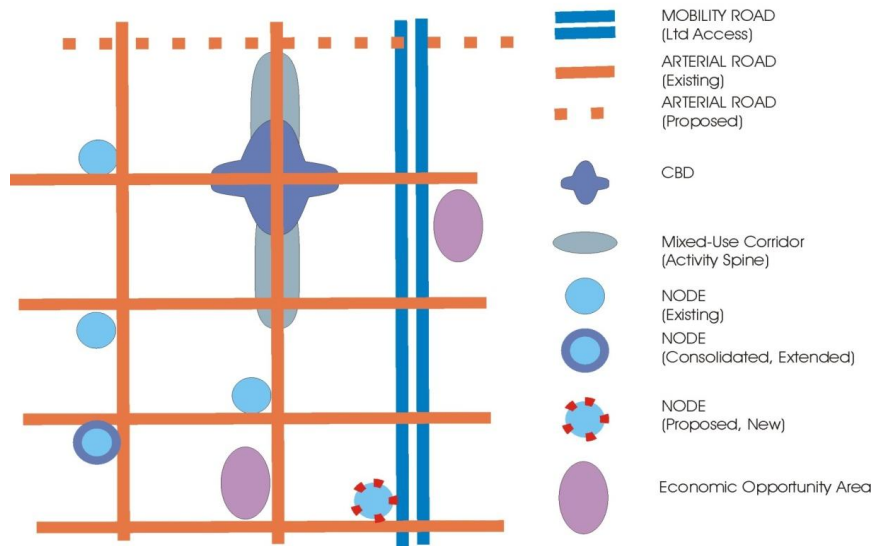 MOBILITY ROAD
(Ltd Access)
ARTERIAL ROAD
(Existing)
ARTERIAL ROAD
(Proposed)
CBD
Mixed-Use Corridor
(Activity Spine)
NODE
(Existing)
NODE
(Consolidated, Extended)
NODE
(Proposed, New)
Economic Opportunity Area